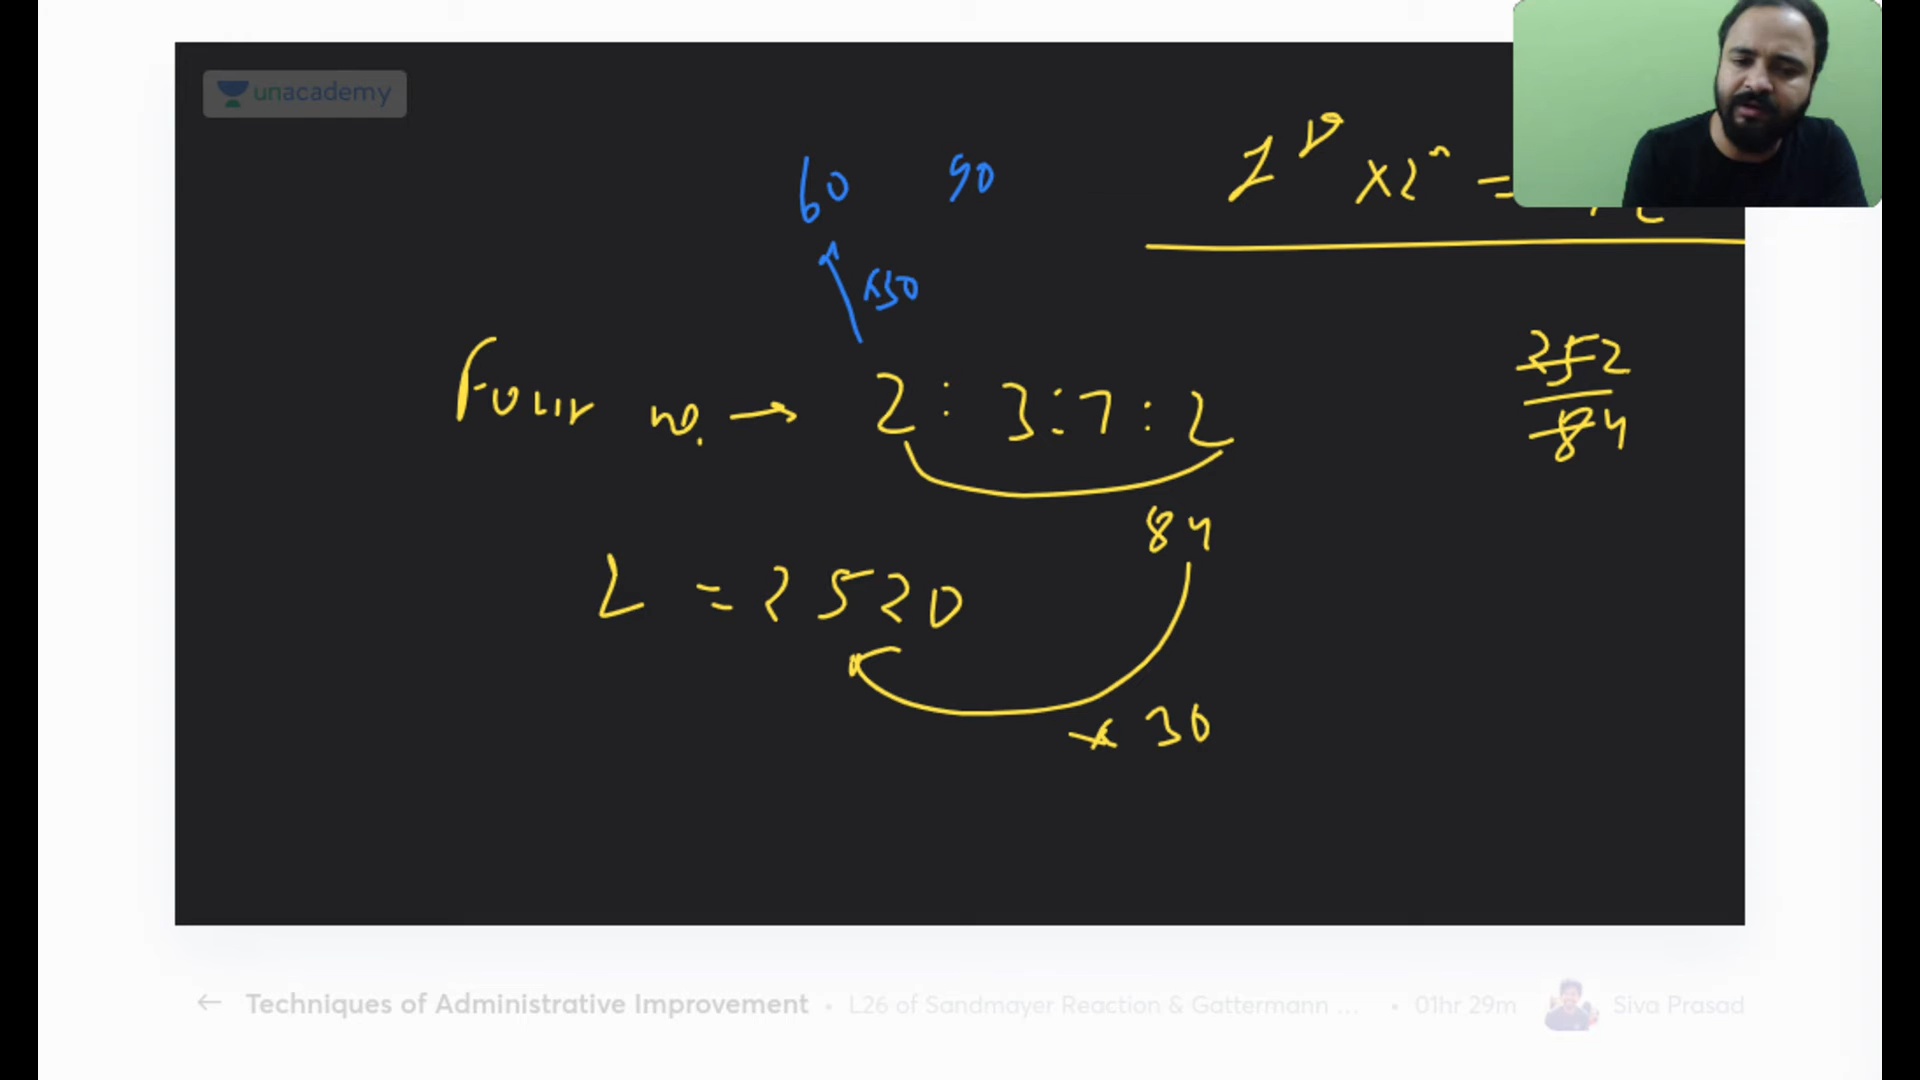 unacademy
60 90
x30
Four no. → 2 : 3 : 7 : 2
252
84
84
L = 2520
x 30
← Techniques of Administrative Improvement • L26 of Sandmayer Reaction & Gattermann ... • 01hr 29m Siva Prasad